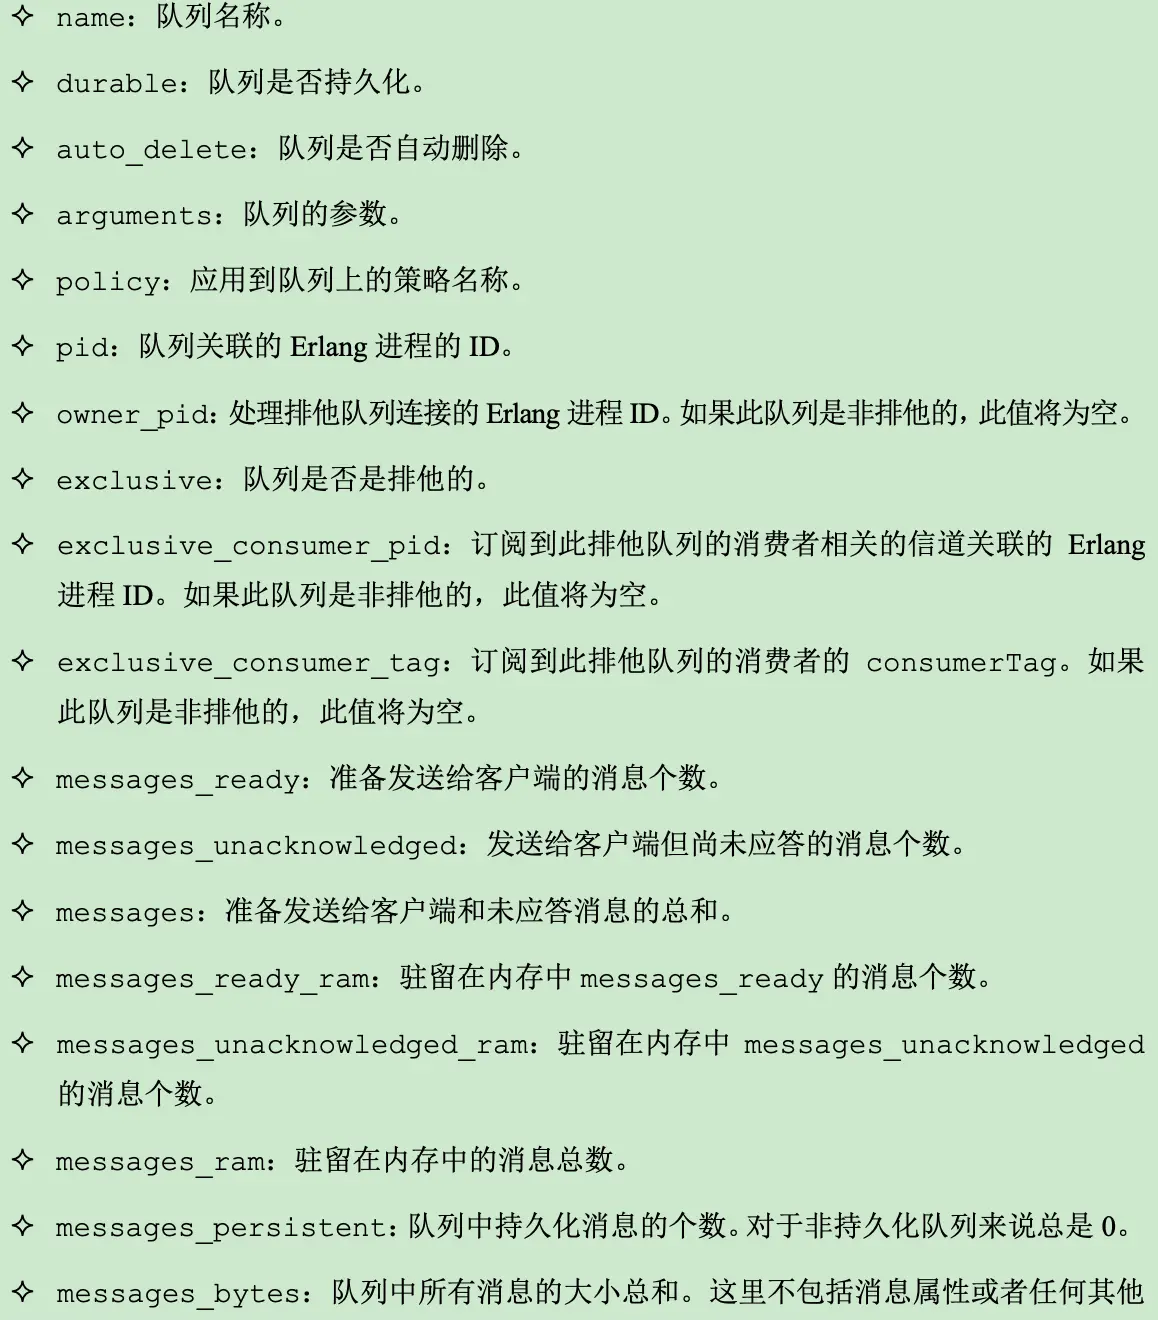 ✧ name：队列名称。
✧ durable：队列是否持久化。
✧ auto_delete：队列是否自动删除。
✧ arguments：队列的参数。
✧ policy：应用到队列上的策略名称。
✧ pid：队列关联的 Erlang 进程的 ID。
✧ owner_pid：处理排他队列连接的 Erlang 进程 ID。如果此队列是非排他的，此值将为空。
✧ exclusive：队列是否是排他的。
✧ exclusive_consumer_pid：订阅到此排他队列的消费者相关的信道关联的 Erlang
进程 ID。如果此队列是非排他的，此值将为空。
✧ exclusive_consumer_tag：订阅到此排他队列的消费者的 consumerTag。如果
此队列是非排他的，此值将为空。
✧ messages_ready：准备发送给客户端的消息个数。
✧ messages_unacknowledged：发送给客户端但尚未应答的消息个数。
✧ messages：准备发送给客户端和未应答消息的总和。
✧ messages_ready_ram：驻留在内存中 messages_ready 的消息个数。
✧ messages_unacknowledged_ram：驻留在内存中 messages_unacknowledged
的消息个数。
✧ messages_ram：驻留在内存中的消息总数。
✧ messages_persistent：队列中持久化消息的个数。对于非持久化队列来说总是 0。
✧ messages_bytes：队列中所有消息的大小总和。这里不包括消息属性或者任何其他